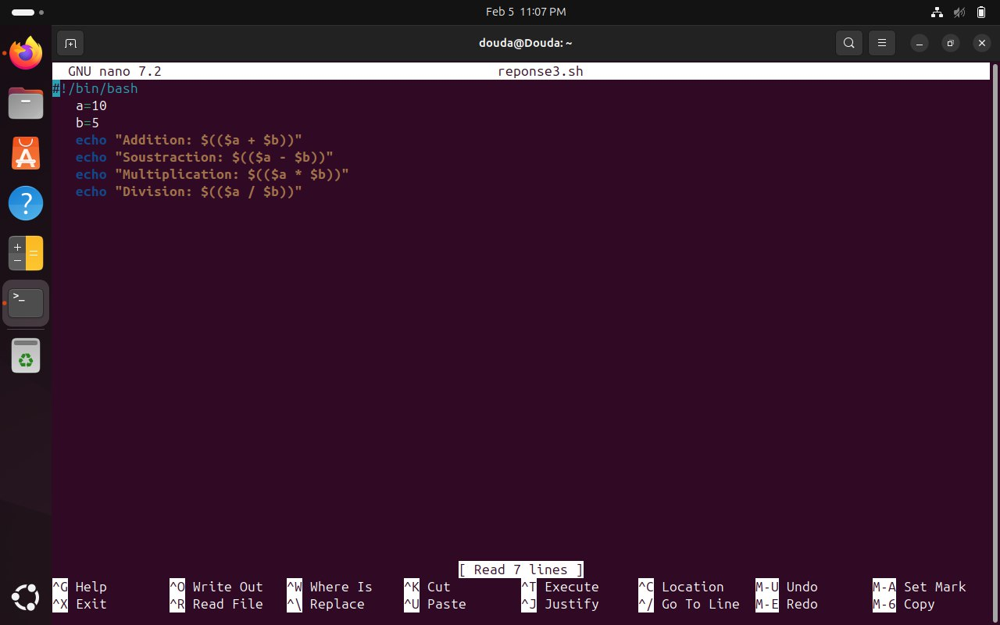 Feb 5 11:07 PM
douda@Douda: ~
GNU nano 7.2 reponse3.sh
#!/bin/bash
a=10
b=5
echo "Addition: $(($a + $b))"
echo "Soustraction: $(($a - $b))"
echo "Multiplication: $(($a * $b))"
echo "Division: $(($a / $b))"
[ Read 7 lines ]
^G Help ^O Write Out ^W Where Is ^K Cut ^T Execute ^C Location M-U Undo M-A Set Mark
^X Exit ^R Read File ^\ Replace ^U Paste ^J Justify ^/ Go To Line M-E Redo M-6 Copy